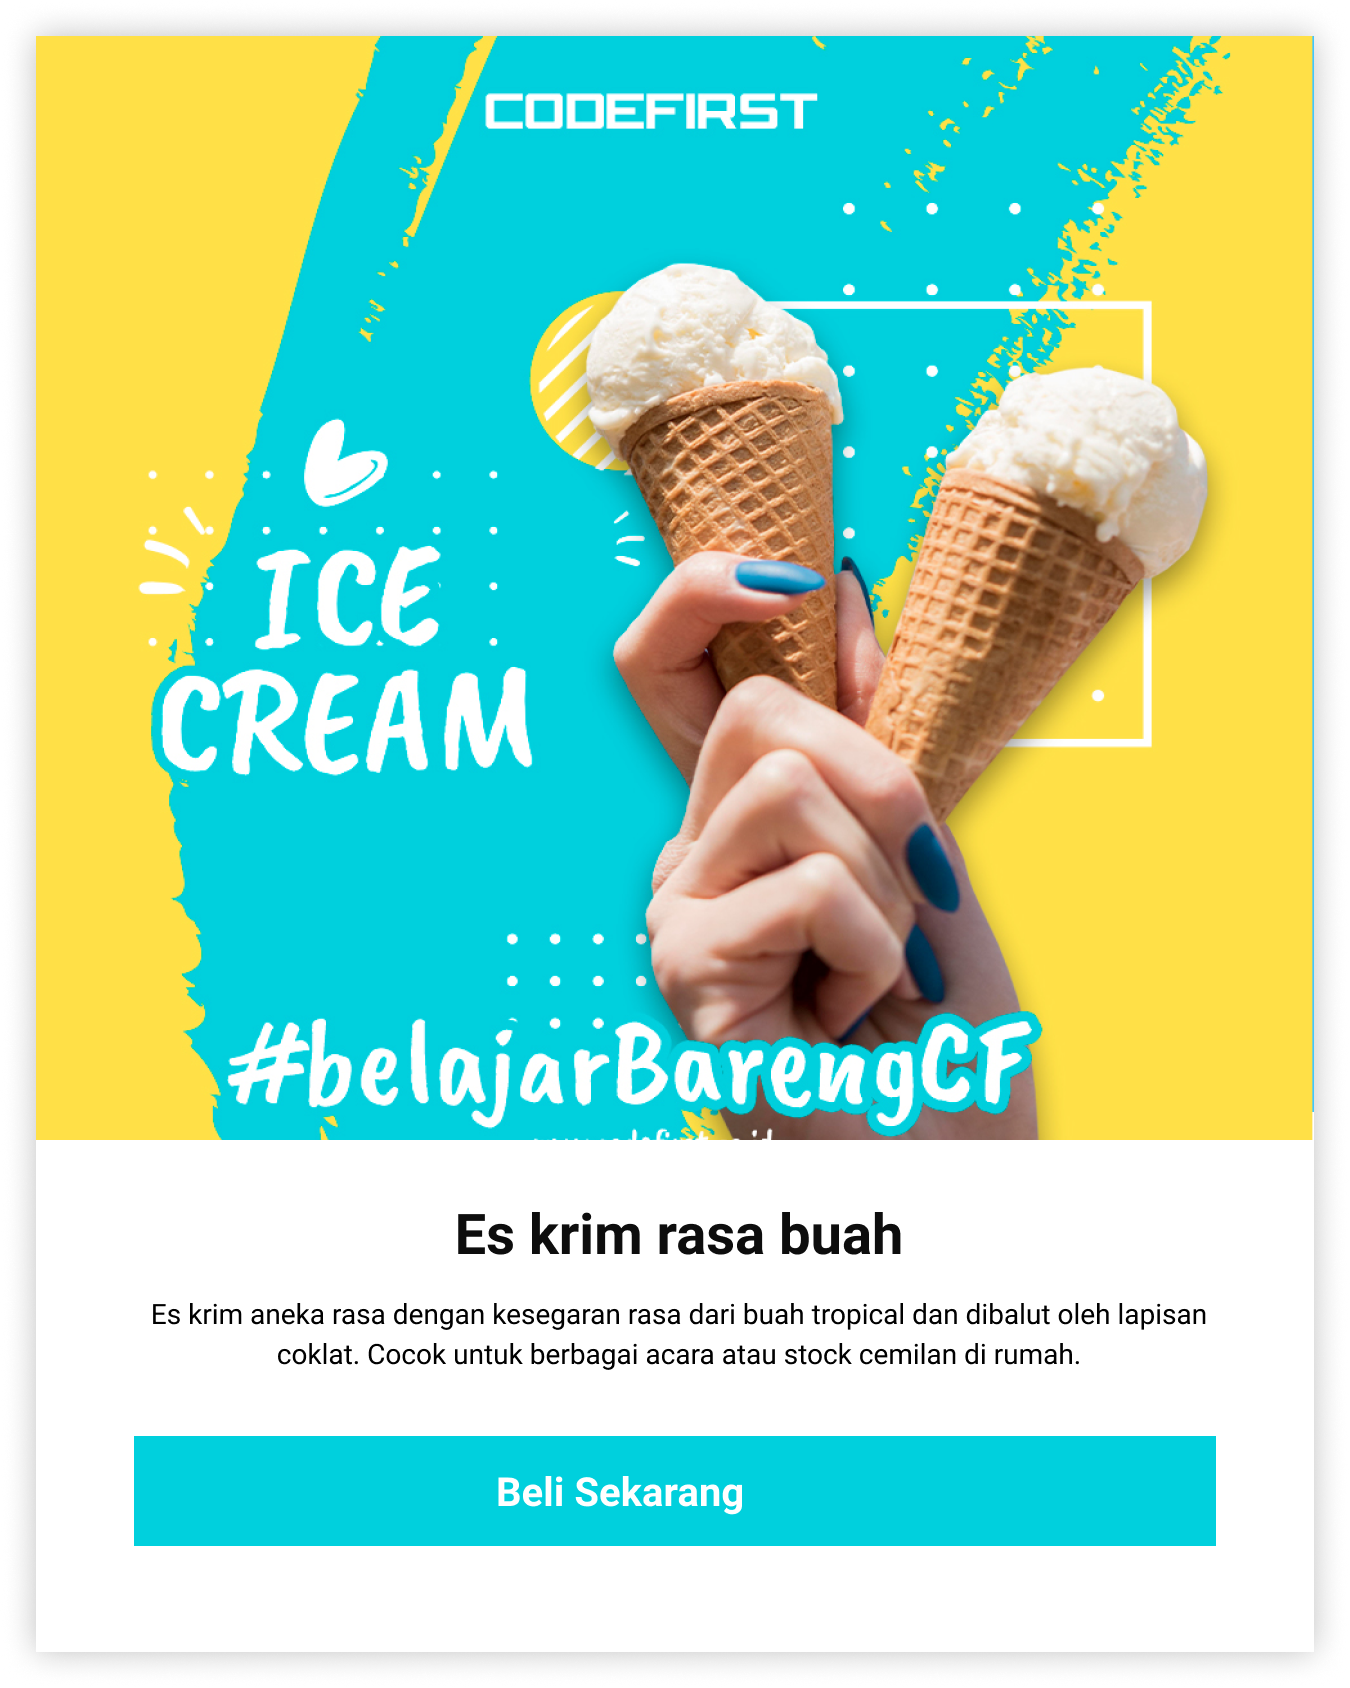 CODEFIRST
ICE
CREAM
#belajarBarengCF
Es krim rasa buah
Es krim aneka rasa dengan kesegaran rasa dari buah tropical dan dibalut oleh lapisan
coklat. Cocok untuk berbagai acara atau stock cemilan di rumah.
Beli Sekarang